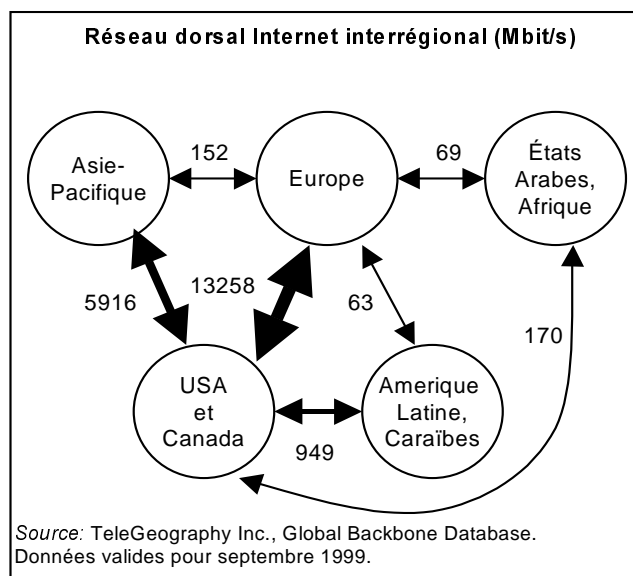 Réseau dorsal Internet interrégional (Mbit/s)
Asie-
Pacifique
152
Europe
69
États
Arabes,
Afrique
5916
13258
63
170
USA
et
Canada
949
Amerique
Latine,
Caraïbes
Source: TeleGeography Inc., Global Backbone Database.
Données valides pour septembre 1999.